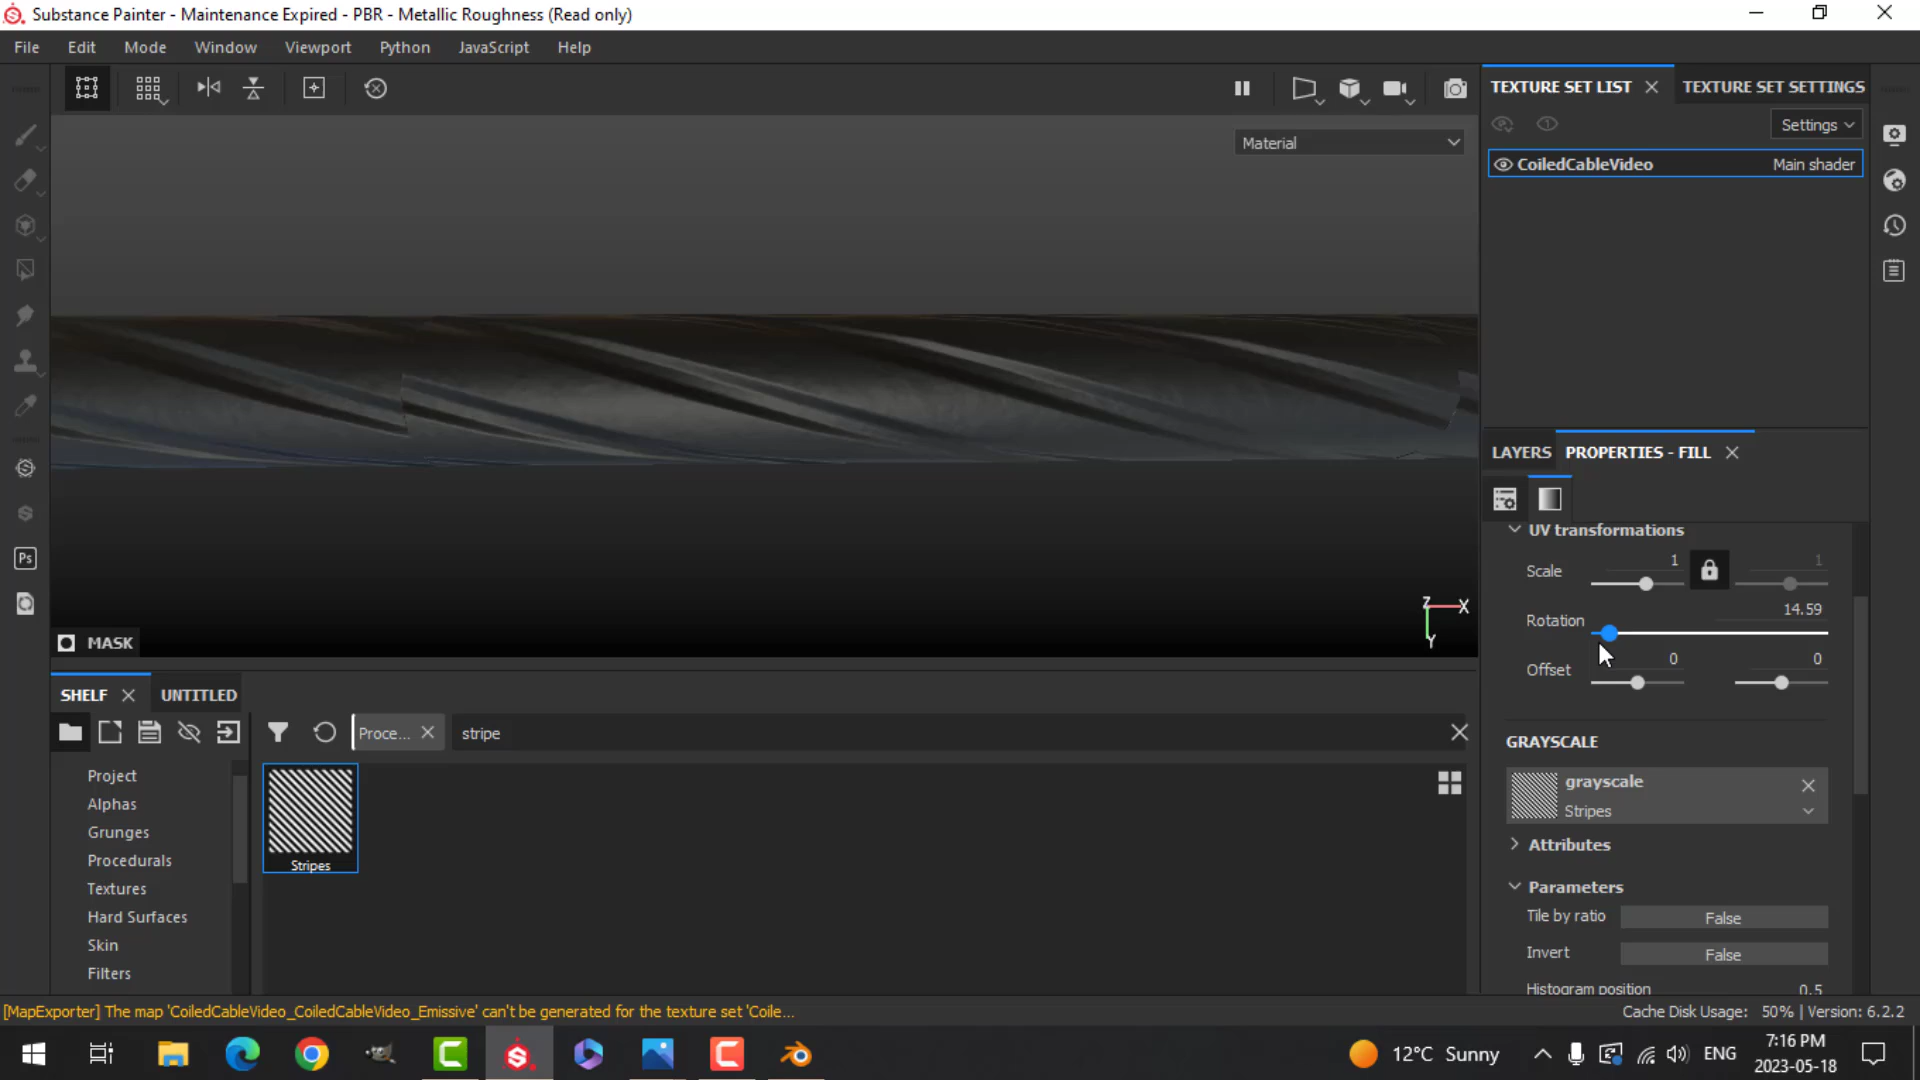 Substance Painter - Maintenance Expired - PBR - Metallic Roughness (Read only)
File Edit Mode Window Viewport Python JavaScript Help
TEXTURE SET LIST TEXTURE SET SETTINGS
Settings
Material
CoiledCableVideo Main shader
LAYERS PROPERTIES - FILL
UV transformations
Scale 1 1
Rotation 14.59
Offset 0 0
Z X
Y
MASK
SHELF UNTITLED
Proce... stripe
GRAYSCALE
grayscale
Stripes
Attributes
Parameters
Tile by ratio False
Invert False
Histogram position 0.5
Project
Alphas
Grunges
Procedurals
Textures
Hard Surfaces
Skin
Filters
Stripes
Ps
[MapExporter] The map 'CoiledCableVideo_CoiledCableVideo_Emissive' can't be generated for the texture set 'Coile...
Cache Disk Usage: 50% | Version: 6.2.2
12°C Sunny
ENG
7:16 PM
2023-05-18